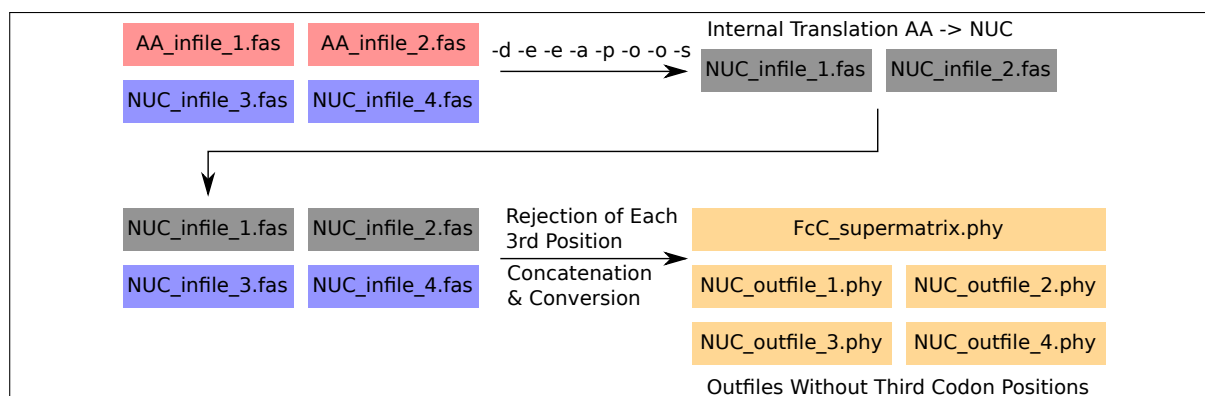 AA_infile_1.fas AA_infile_2.fas
NUC_infile_3.fas NUC_infile_4.fas
-d -e -e -a -p -o -o -s
Internal Translation AA -> NUC
NUC_infile_1.fas NUC_infile_2.fas
NUC_infile_1.fas NUC_infile_2.fas
NUC_infile_3.fas NUC_infile_4.fas
Rejection of Each
3rd Position
Concatenation
& Conversion
FcC_supermatrix.phy
NUC_outfile_1.phy NUC_outfile_2.phy
NUC_outfile_3.phy NUC_outfile_4.phy
Outfiles Without Third Codon Positions